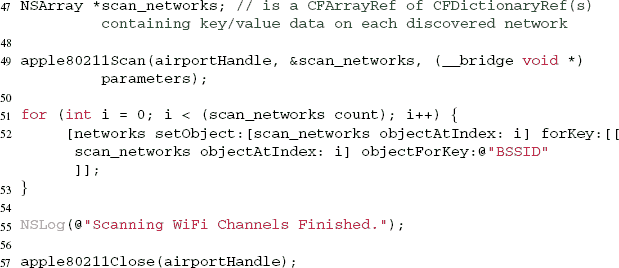 47 NSArray *scan_networks; // is a CFArrayRef of CFDictionaryRef(s)
containing key/value data on each discovered network
48
49 apple80211Scan(airportHandle, &scan_networks, (__bridge void *)
parameters);
50
51 for (int i = 0; i < (scan_networks count); i++) {
52 [networks setObject:[scan_networks objectAtIndex: i] forKey:[[
scan_networks objectAtIndex: i] objectForKey:@"BSSID"
]];
53 }
54
55 NSLog(@"Scanning WiFi Channels Finished.");
56
57 apple80211Close(airportHandle);